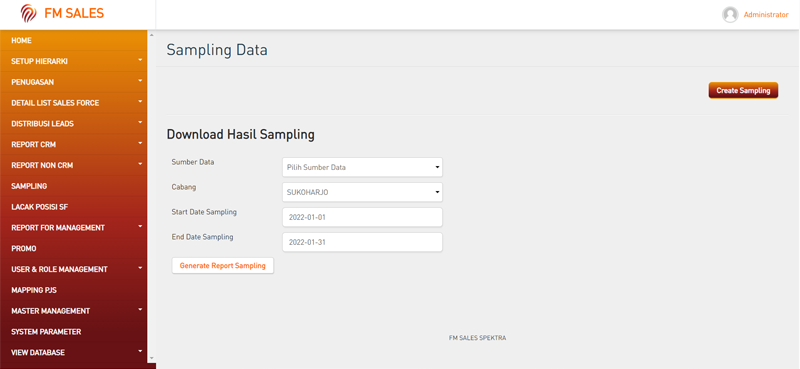 FM SALES
Administrator
HOME
SETUP HIERARKI
PENUGASAN
DETAIL LIST SALES FORCE
DISTRIBUSI LEADS
REPORT CRM
REPORT NON CRM
SAMPLING
LACAK POSISI SF
REPORT FOR MANAGEMENT
PROMO
USER & ROLE MANAGEMENT
MAPPING PJS
MASTER MANAGEMENT
SYSTEM PARAMETER
VIEW DATABASE
Sampling Data
Create Sampling
Download Hasil Sampling
Sumber Data
Pilih Sumber Data
Cabang
SUKOHARJO
Start Date Sampling
2022-01-01
End Date Sampling
2022-01-31
Generate Report Sampling
FM SALES SPEKTRA